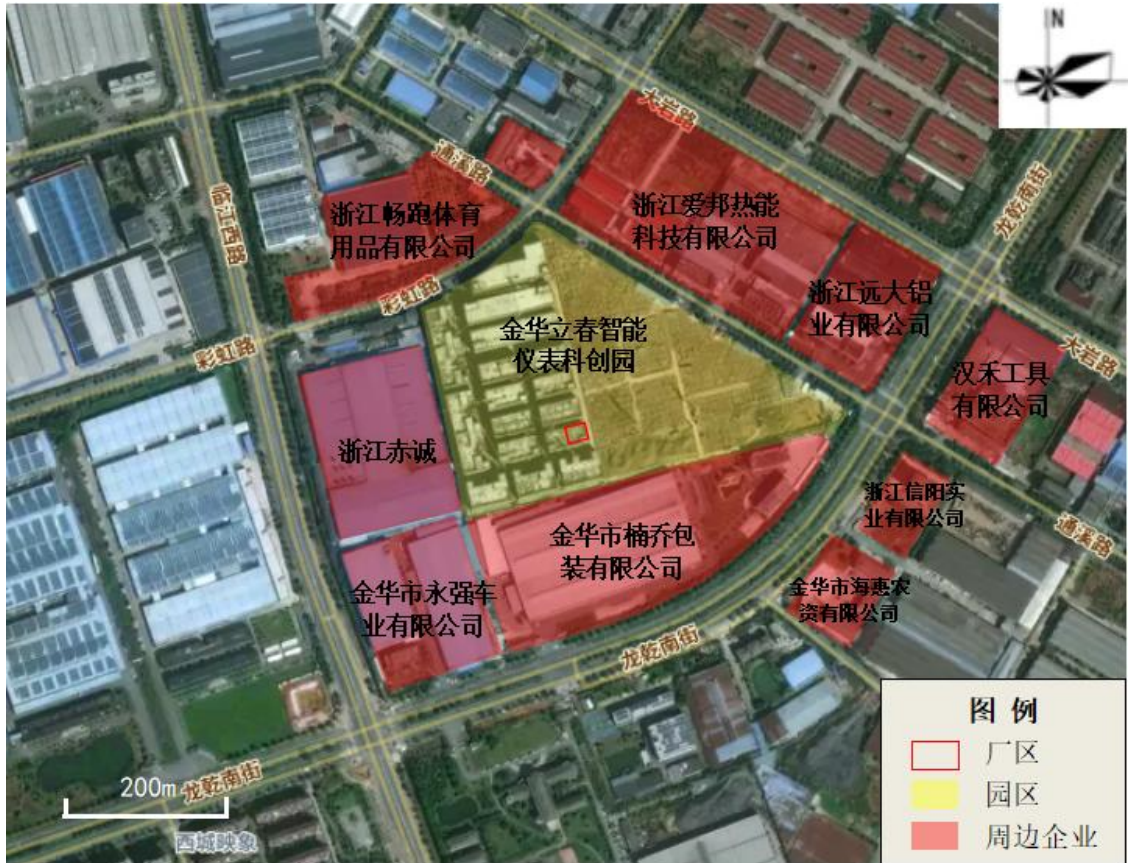 N
大岩路
通溪路
龙乾南街
临江西路
浙江畅跑体育
用品有限公司
浙江爱邦热能
科技有限公司
彩虹路
浙江远大铝
业有限公司
金华立春智能
仪表科创园
彩虹路
大岩路
汉禾工具
有限公司
浙江赤诚
浙江信阳实
业有限公司
通溪路
金华市楠乔包
装有限公司
金华市永强车
业有限公司
金华市海惠农
资有限公司
龙乾南街
图 例
厂区
园区
周边企业
200m
龙乾南街
西城映象